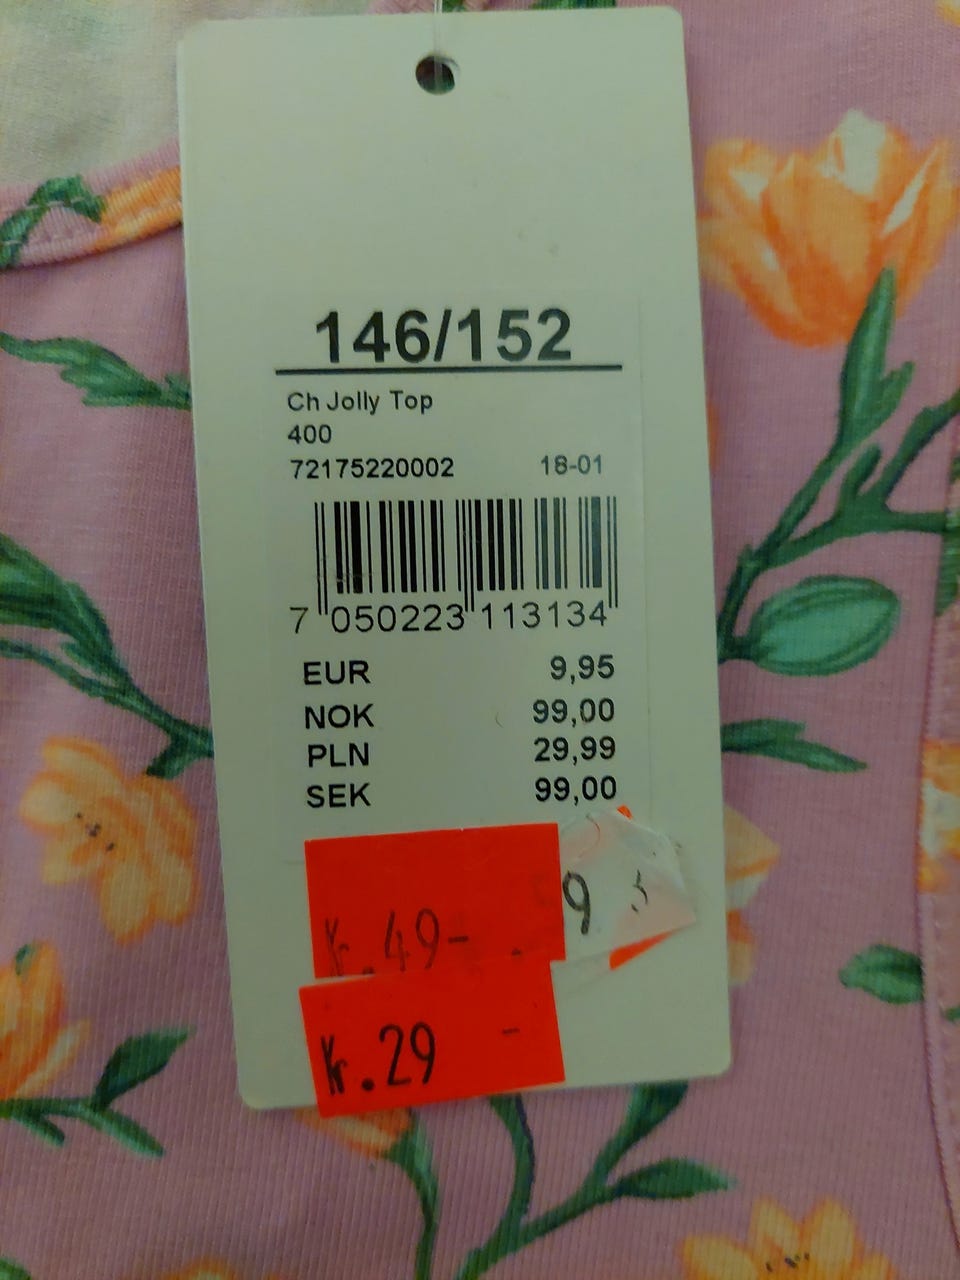 146/152
Ch Jolly Top
400
72175220002 18-01
7 050223 113134
EUR 9,95
NOK 99,00
PLN 29,99
SEK 99,00
9
kr.49-
kr.29 -